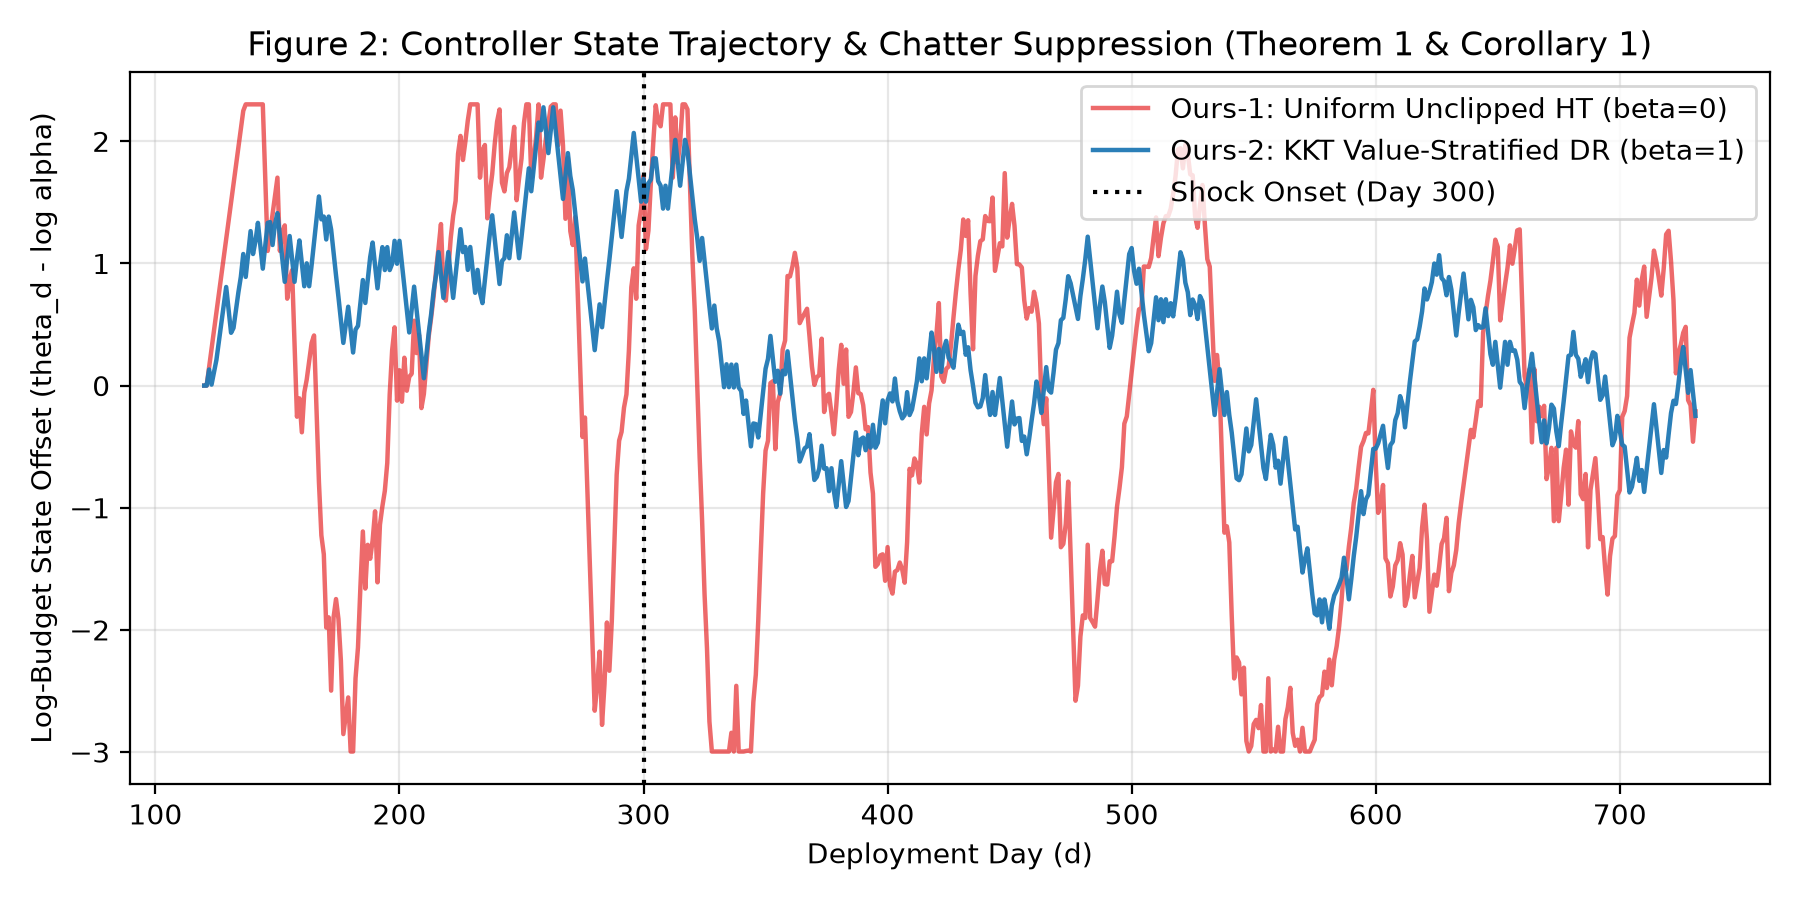 Figure 2: Controller State Trajectory & Chatter Suppression (Theorem 1 & Corollary 1)
Log-Budget State Offset (theta_d - log alpha)
2
1
0
−1
−2
−3
Ours-1: Uniform Unclipped HT (beta=0)
Ours-2: KKT Value-Stratified DR (beta=1)
Shock Onset (Day 300)
100 200 300 400 500 600 700
Deployment Day (d)